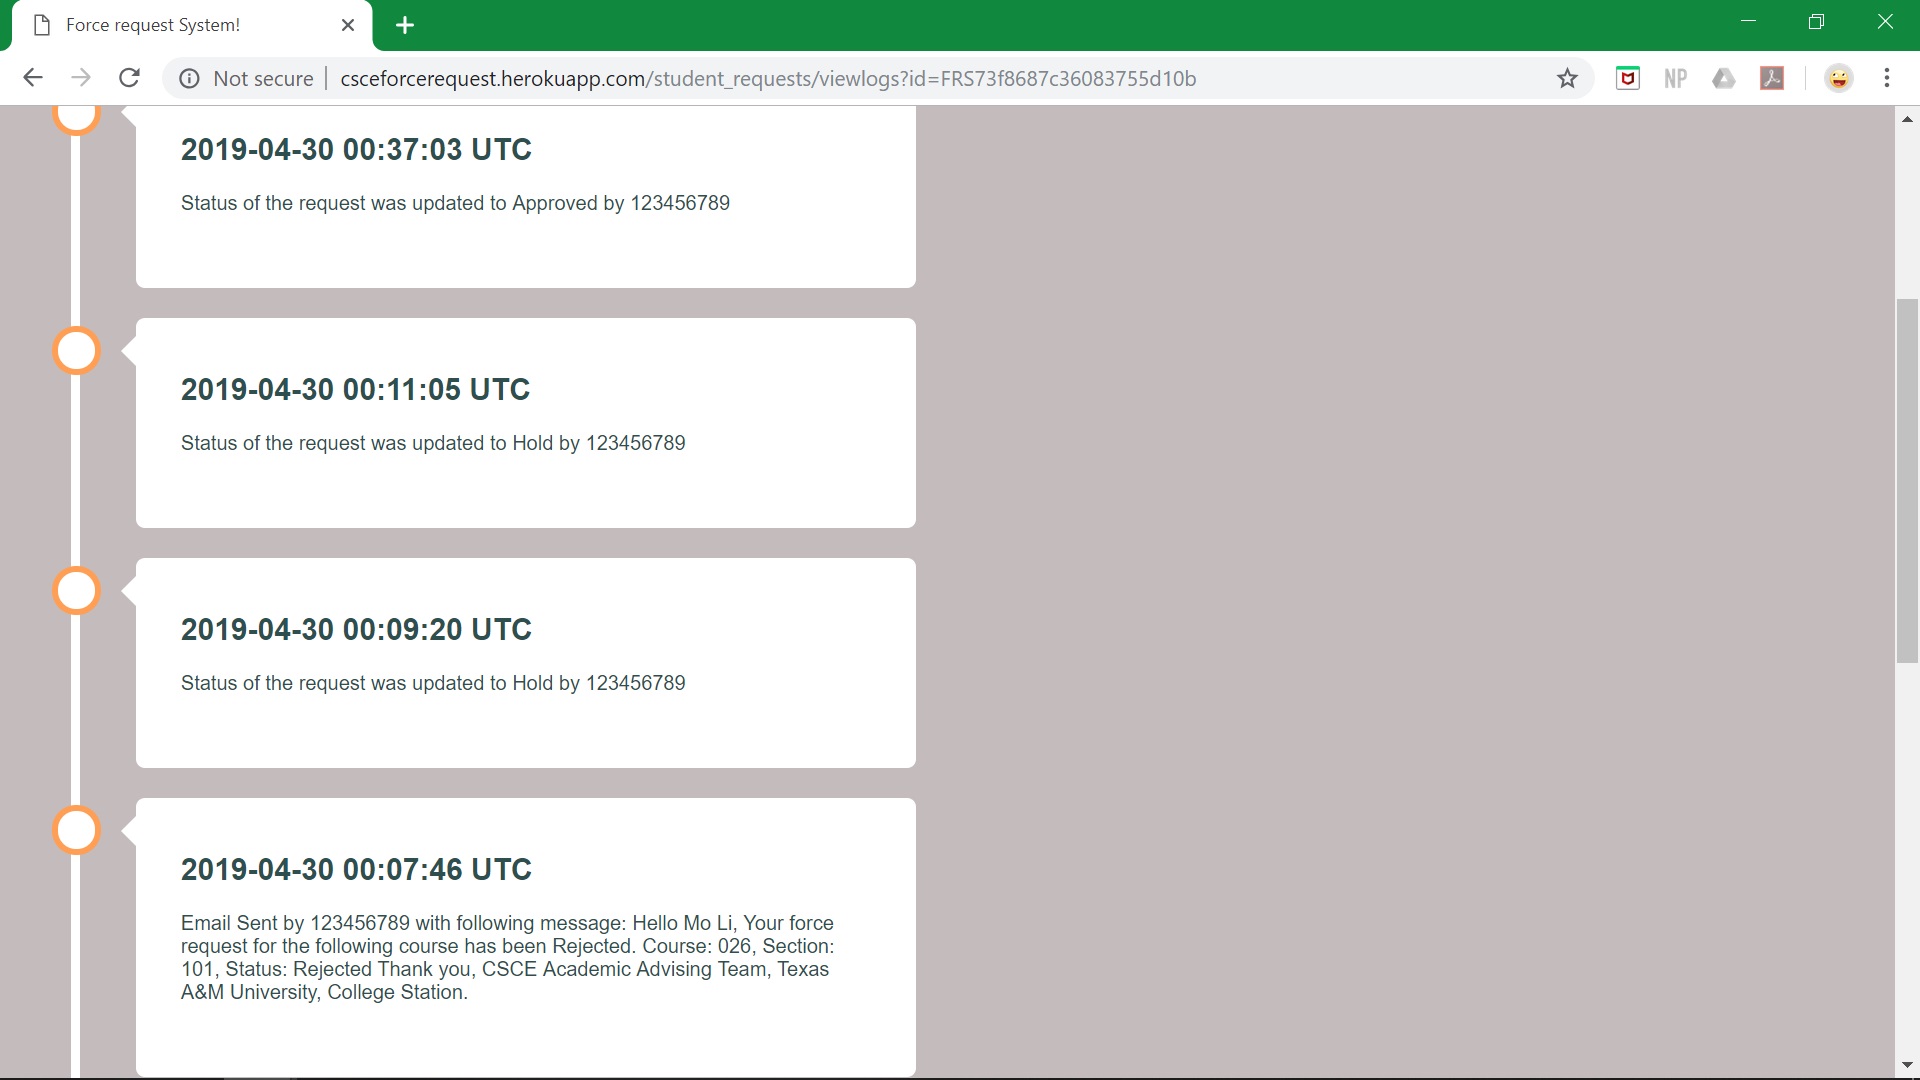 Force request System!
Not secure
csceforcerequest.herokuapp.com/student_requests/viewlogs?id=FRS73f8687c36083755d10b
NP
2019-04-30 00:37:03 UTC
Status of the request was updated to Approved by 123456789
2019-04-30 00:11:05 UTC
Status of the request was updated to Hold by 123456789
2019-04-30 00:09:20 UTC
Status of the request was updated to Hold by 123456789
2019-04-30 00:07:46 UTC
Email Sent by 123456789 with following message: Hello Mo Li, Your force
request for the following course has been Rejected. Course: 026, Section:
101, Status: Rejected Thank you, CSCE Academic Advising Team, Texas
A&M University, College Station.